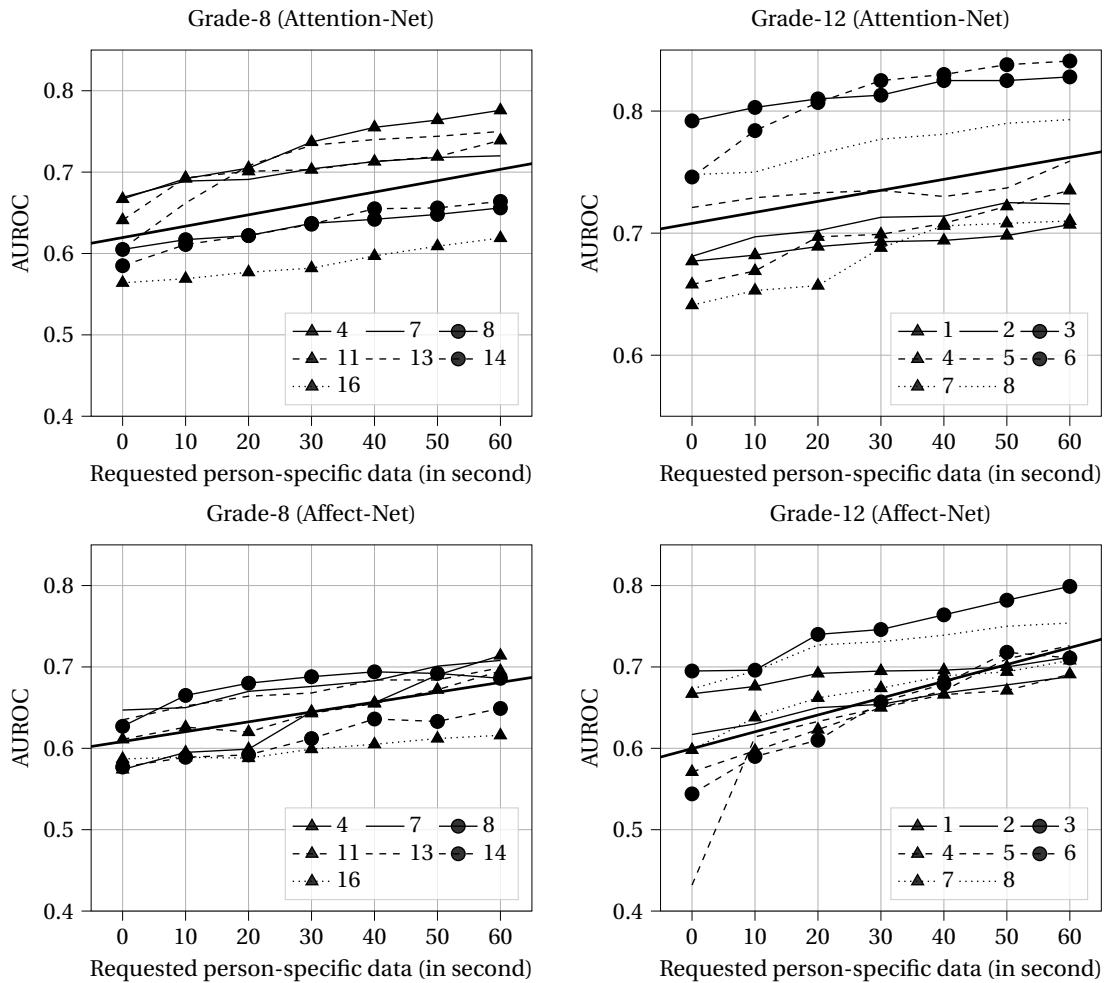 Grade-8 (Attention-Net)
AUROC
0.8
0.7
0.6
0.5
0.4
4 7 8
11 13 14
16
0 10 20 30 40 50 60
Requested person-specific data (in second)
Grade-12 (Attention-Net)
AUROC
0.8
0.7
0.6
1 2 3
4 5 6
7 8
0 10 20 30 40 50 60
Requested person-specific data (in second)
Grade-8 (Affect-Net)
AUROC
0.8
0.7
0.6
0.5
0.4
4 7 8
11 13 14
16
0 10 20 30 40 50 60
Requested person-specific data (in second)
Grade-12 (Affect-Net)
AUROC
0.8
0.7
0.6
0.5
0.4
1 2 3
4 5 6
7 8
0 10 20 30 40 50 60
Requested person-specific data (in second)